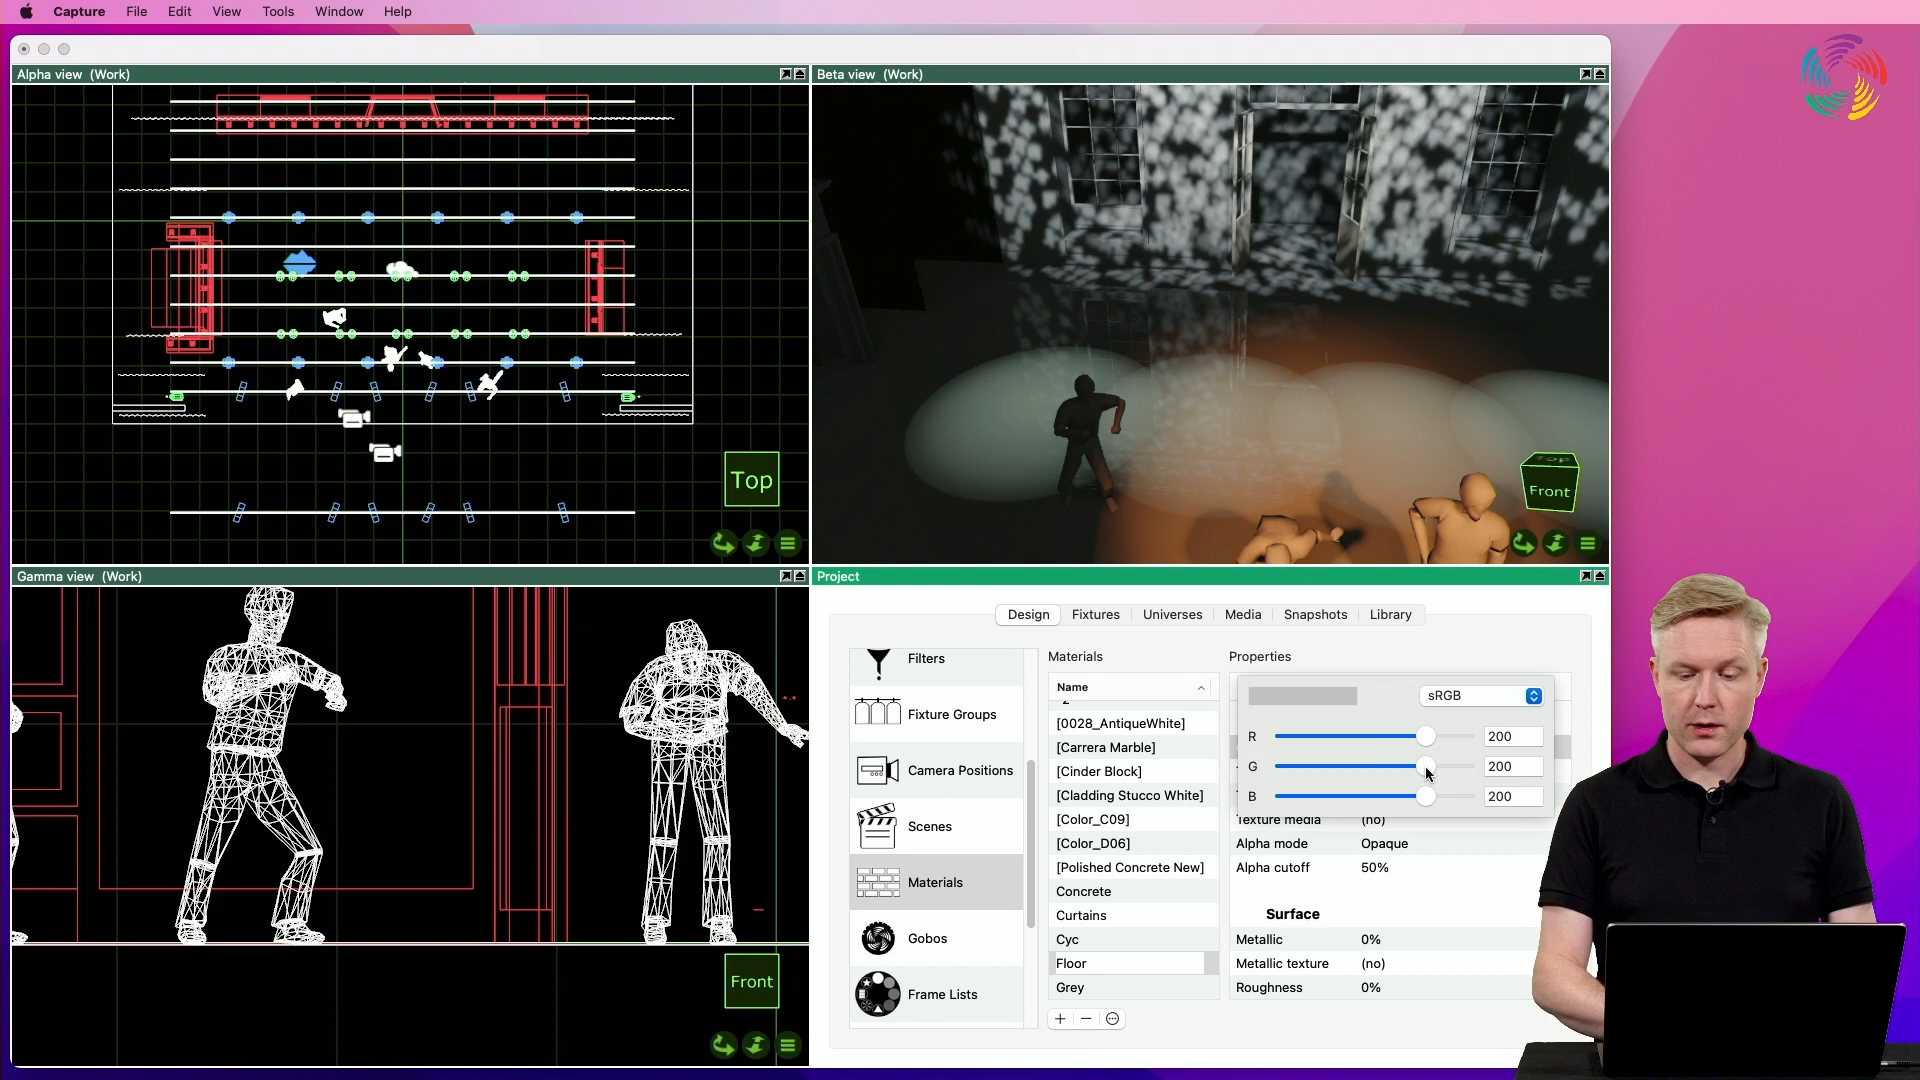 Capture File Edit View Tools Window Help
Alpha view (Work)
Beta view (Work)
Top
Top
Front
Gamma view (Work)
Front
Project
Design Fixtures Universes Media Snapshots Library
Filters
Fixture Groups
Camera Positions
Scenes
Materials
Gobos
Frame Lists
Materials
Name
[0028_AntiqueWhite]
[Carrera Marble]
[Cinder Block]
[Cladding Stucco White]
[Color_C09]
[Color_D06]
[Polished Concrete New]
Concrete
Curtains
Cyc
Floor
Grey
Properties
sRGB
R 200
G 200
B 200
Texture media (no)
Alpha mode Opaque
Alpha cutoff 50%
Surface
Metallic 0%
Metallic texture (no)
Roughness 0%